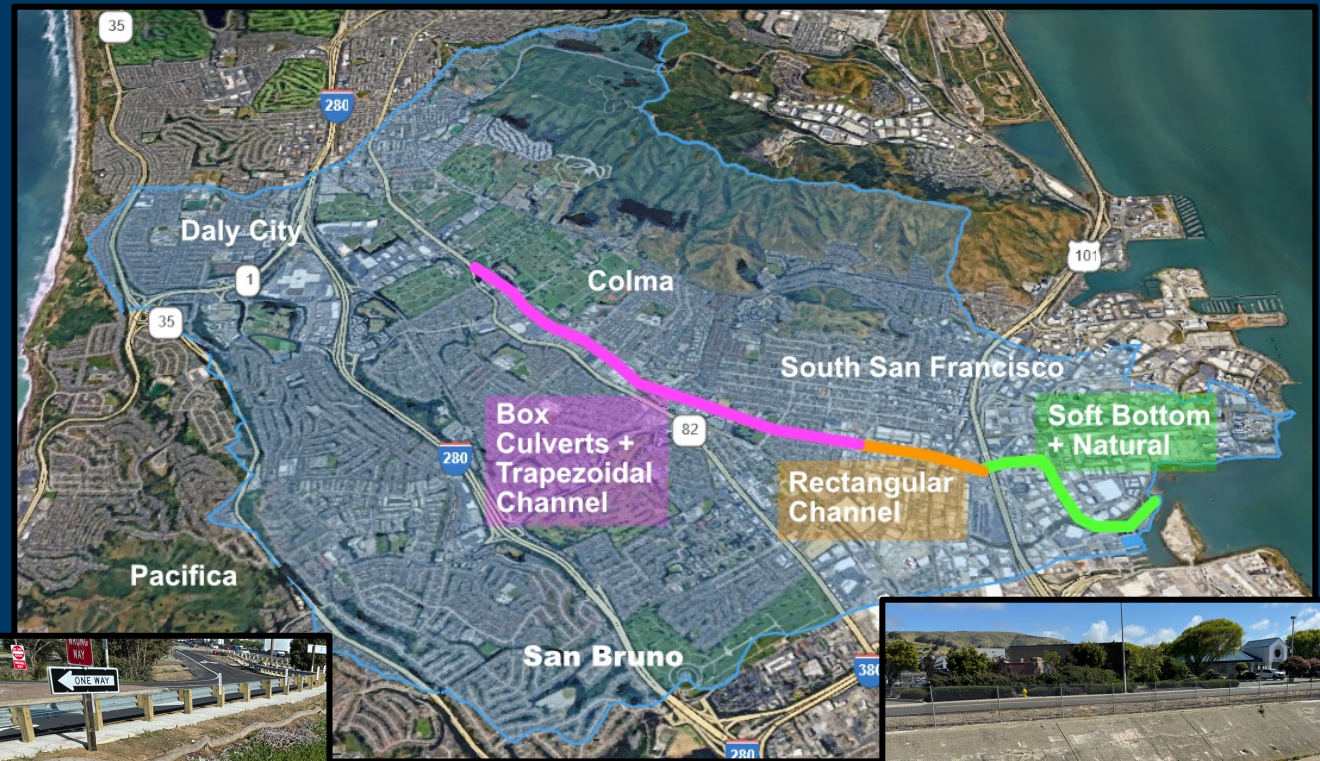 35
280
Daly City
1
Colma
101
35
South San Francisco
Box
Culverts +
Trapezoidal
Channel
82
Soft Bottom
+ Natural
280
Rectangular
Channel
Pacifica
San Bruno
380
280
WRONG
WAY
ONE WAY